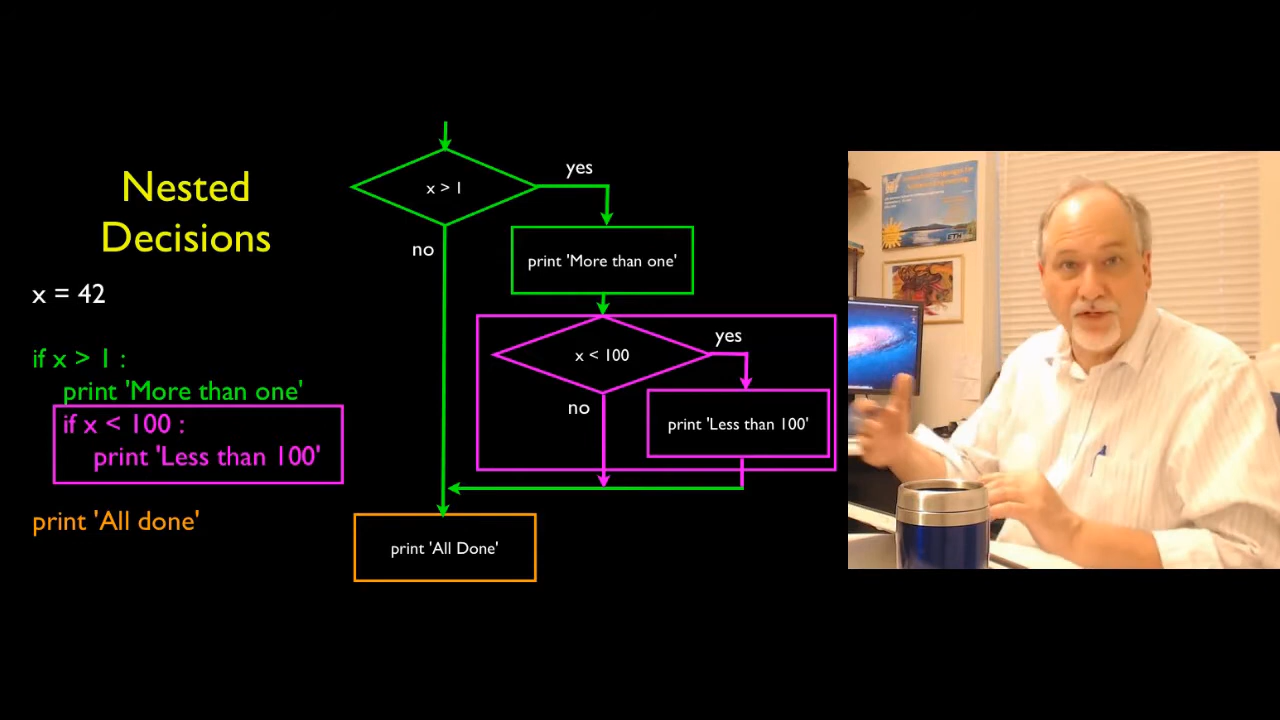 Nested
Decisions
x = 42
if x > 1 :
print 'More than one'
if x < 100 :
print 'Less than 100'
print 'All done'
x > 1
yes
no
print 'More than one'
x < 100
yes
no
print 'Less than 100'
print 'All Done'
ETH